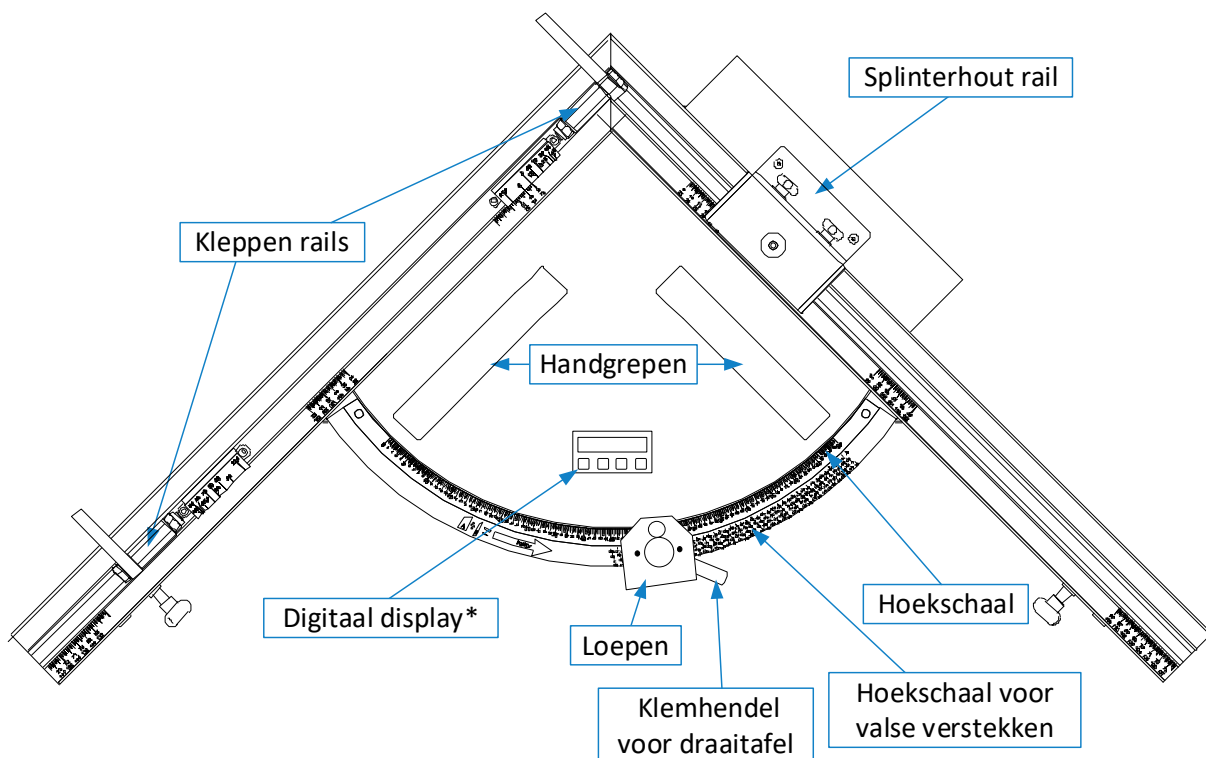 Splinterhout rail
Kleppen rails
Handgrepen
Digitaal display*
Loepen
Hoekschaal
Klemhendel
voor draaitafel
Hoekschaal voor
valse verstekken